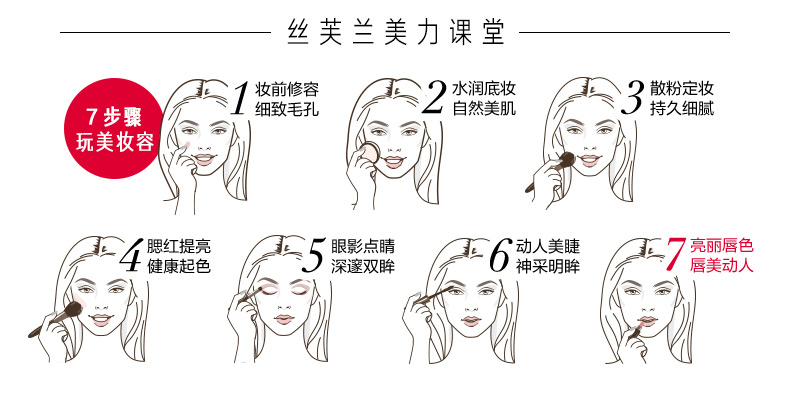 丝芙兰美力课堂
7步骤
玩美妆容
1 妆前修容
细致毛孔
2 水润底妆
自然美肌
3 散粉定妆
持久细腻
4 腮红提亮
健康起色
5 眼影点睛
深邃双眸
6 动人美睫
神采明眸
7 亮丽唇色
唇美动人